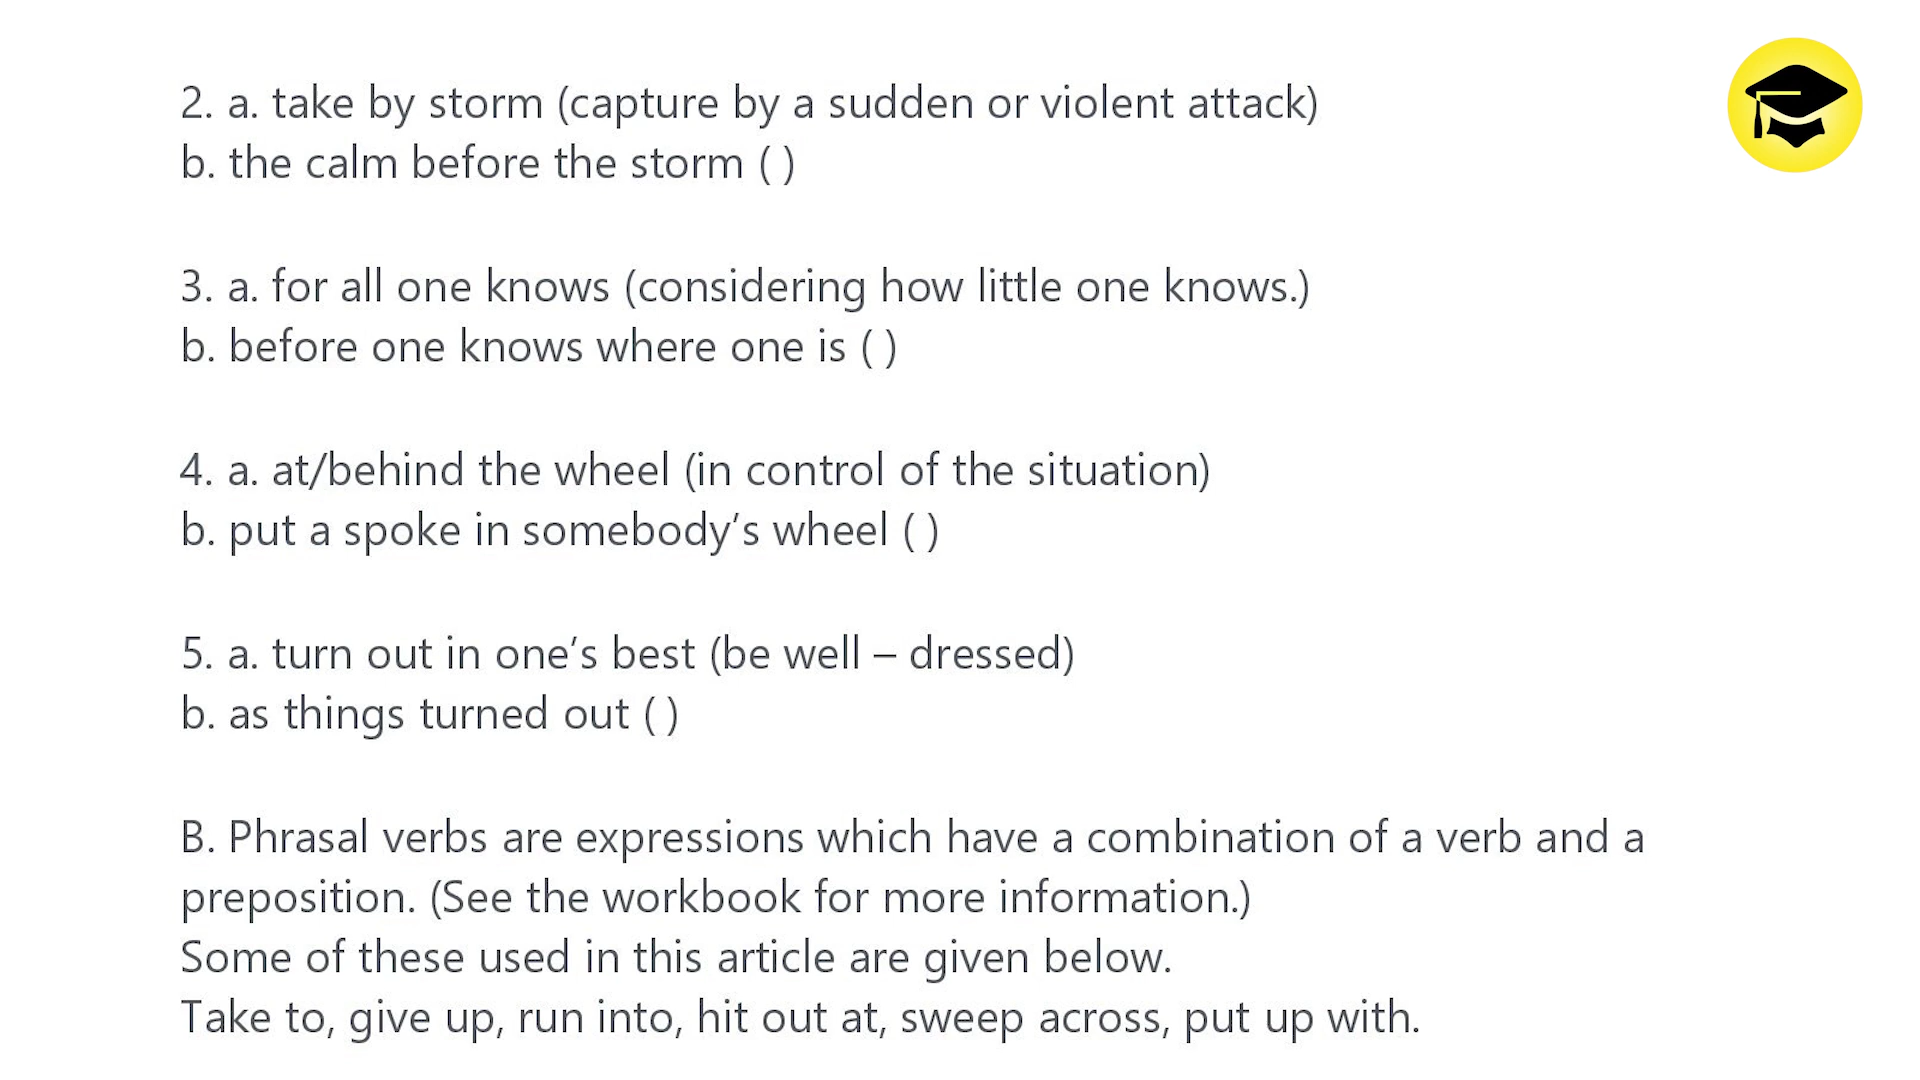 2. a. take by storm (capture by a sudden or violent attack)
b. the calm before the storm ( )
3. a. for all one knows (considering how little one knows.)
b. before one knows where one is ( )
4. a. at/behind the wheel (in control of the situation)
b. put a spoke in somebody’s wheel ( )
5. a. turn out in one’s best (be well – dressed)
b. as things turned out ( )
B. Phrasal verbs are expressions which have a combination of a verb and a
preposition. (See the workbook for more information.)
Some of these used in this article are given below.
Take to, give up, run into, hit out at, sweep across, put up with.